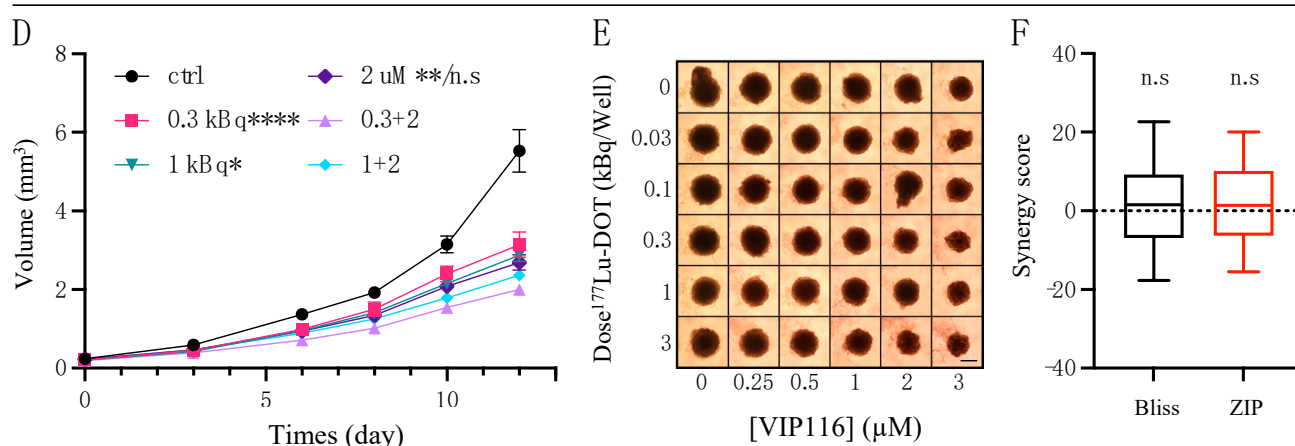 D
8
6
4
2
0
Volume (mm³)
ctrl
0.3 kBq****
1 kBq*
2 uM **/n.s
0.3+2
1+2
0 5 10
Times (day)
E
Dose¹⁷⁷Lu-DOT (kBq/Well)
0
0.03
0.1
0.3
1
3
0 0.25 0.5 1 2 3
[VIP116] (µM)
F
Synergy score
40
20
0
-20
-40
n.s n.s
Bliss ZIP